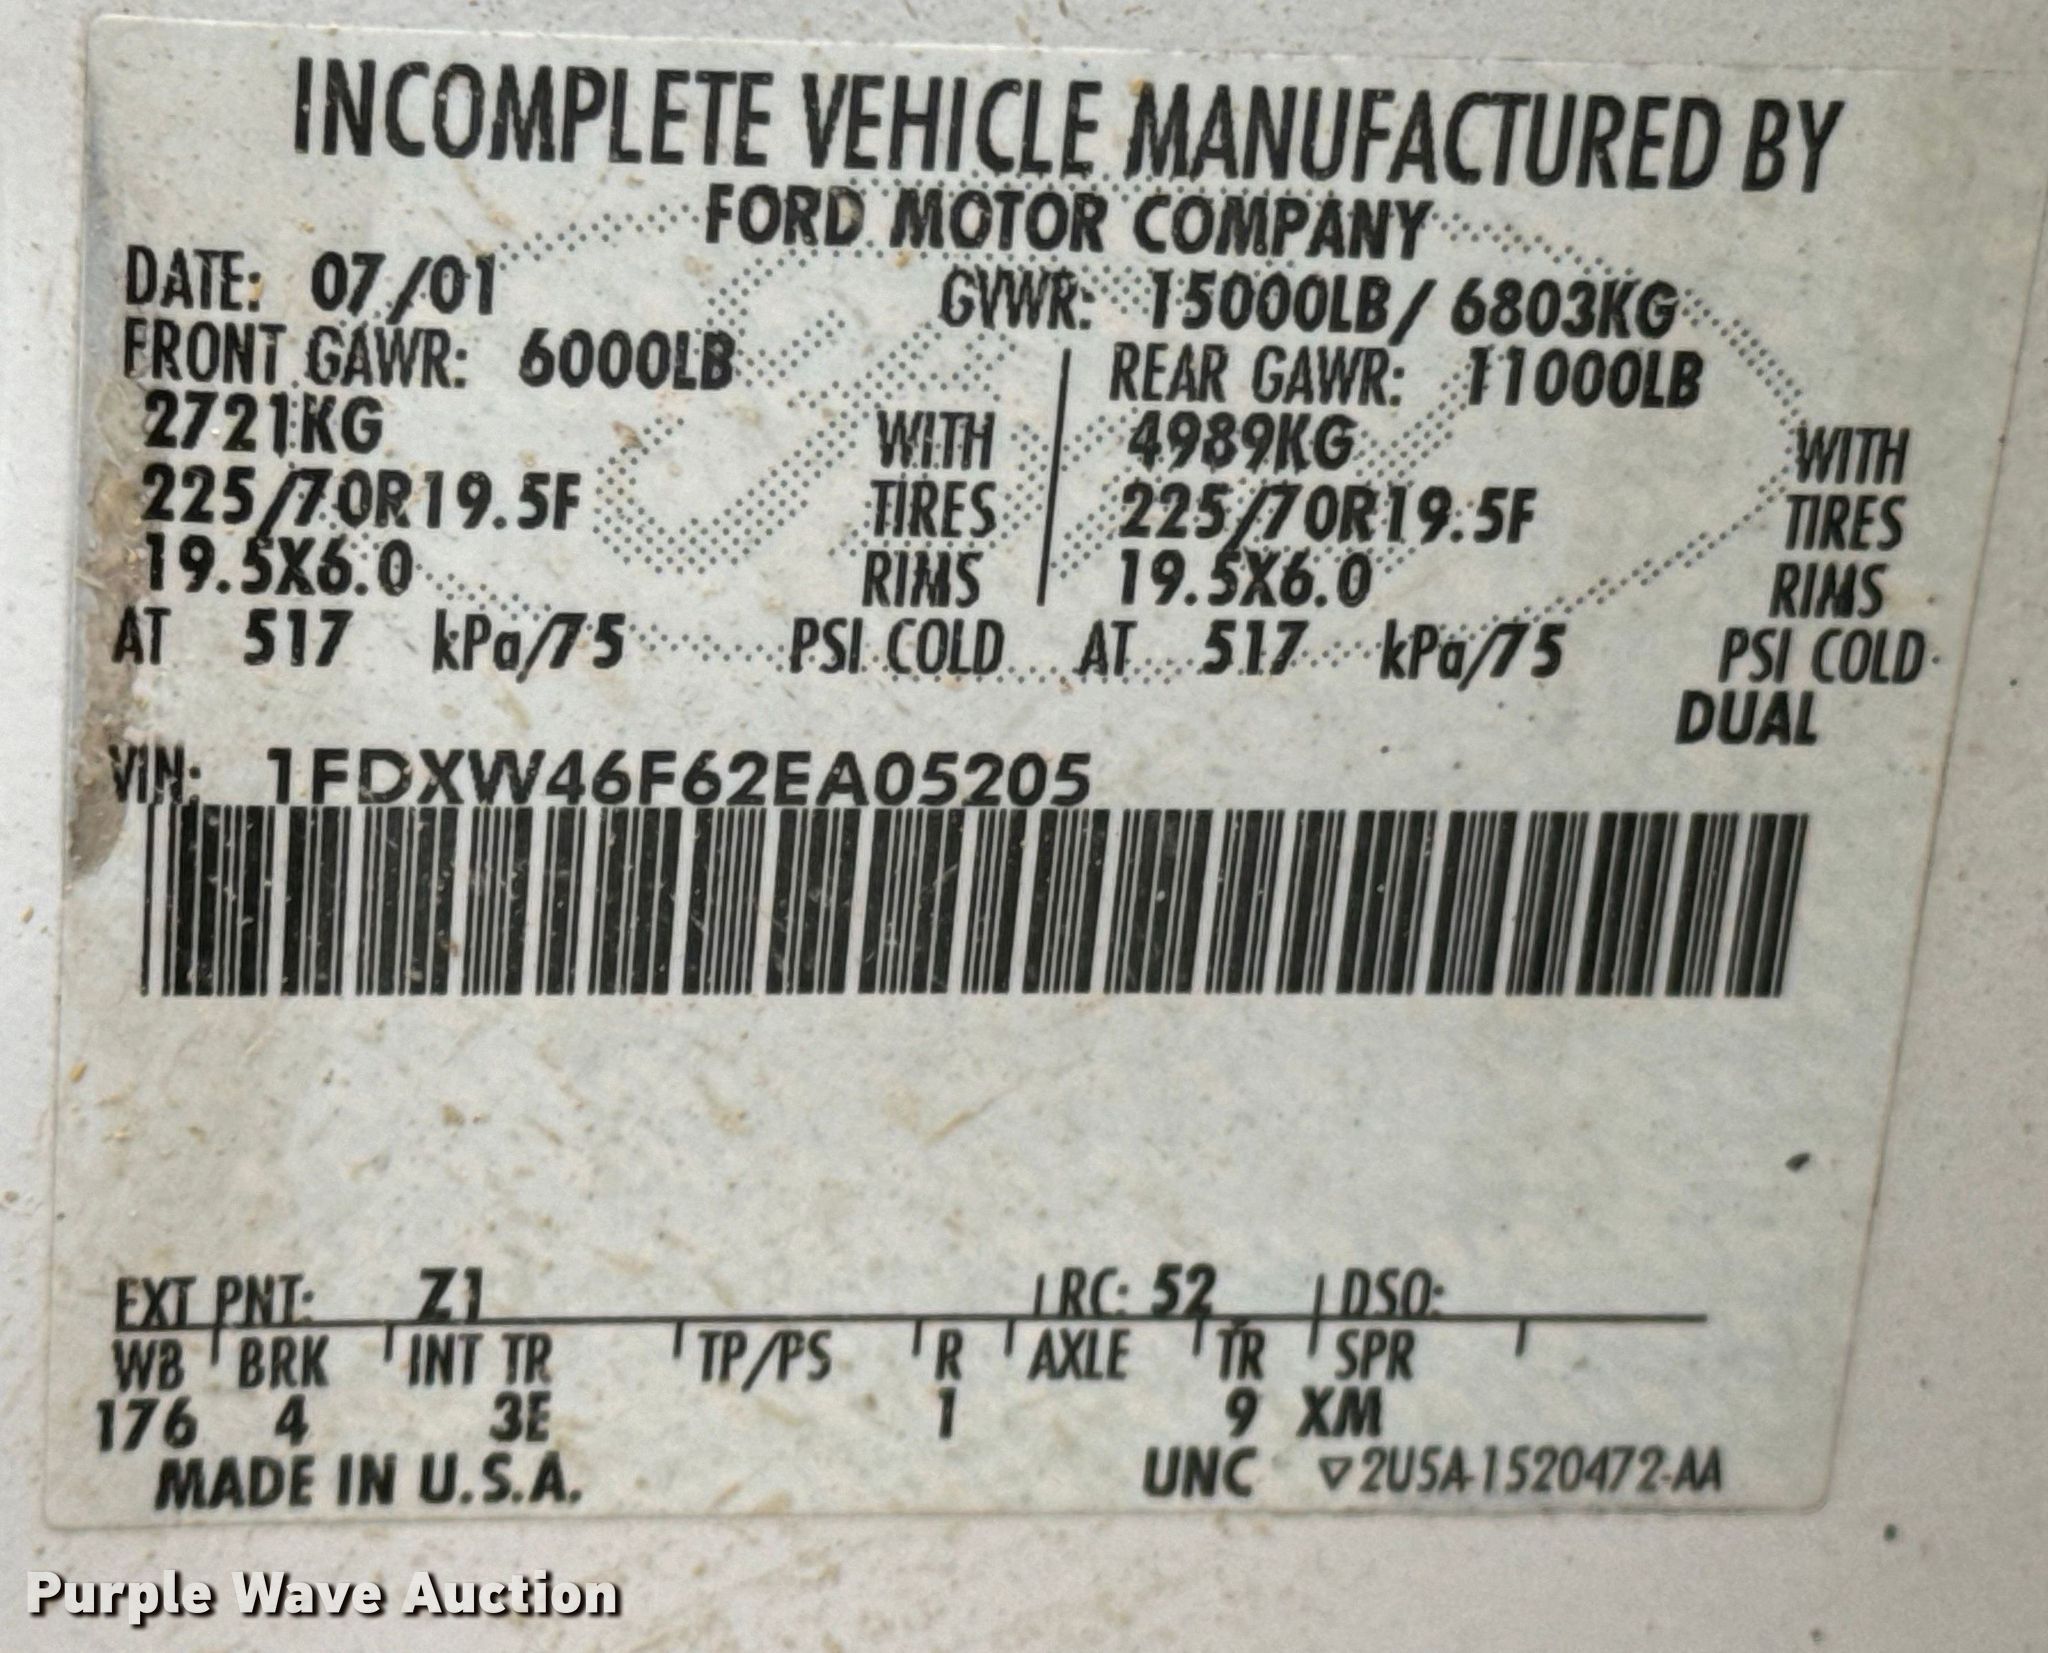 INCOMPLETE VEHICLE MANUFACTURED BY
FORD MOTOR COMPANY
DATE: 07/01 GVWR: 15000LB/ 6803KG
FRONT GAWR: 6000LB REAR GAWR: 11000LB
2721KG WITH 4989KG WITH
225/70R19.5F TIRES 225/70R19.5F TIRES
19.5X6.0 RIMS 19.5X6.0 RIMS
AT 517 kPa/75 PSI COLD AT 517 kPa/75 PSI COLD
DUAL
VIN: 1FDXW46F62EA05205
EXT PNT: Z1 RC: 52 DSO:
WB BRK INT TR TP/PS R AXLE TR SPR
176 4 3E 1 9 XM
MADE IN U.S.A. UNC ▽2U5A-1520472-AA
Purple Wave Auction